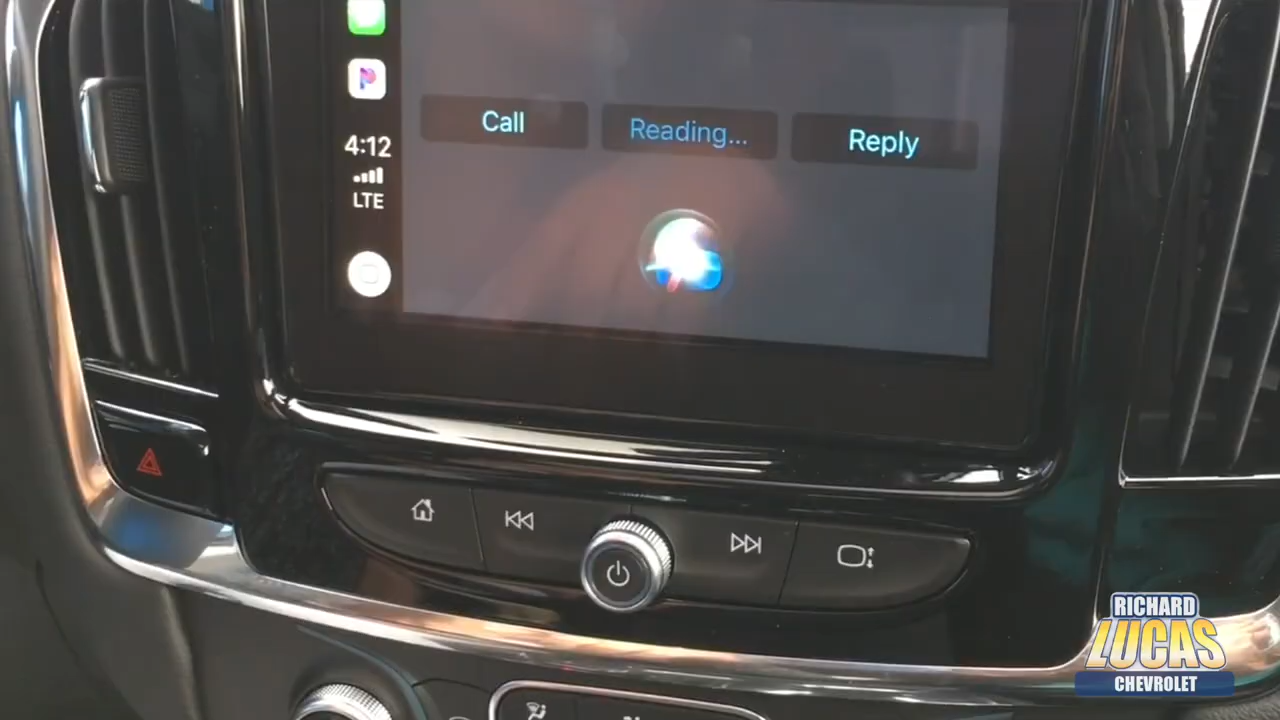 Call
Reading...
Reply
4:12
LTE
RICHARD
LUCAS
CHEVROLET